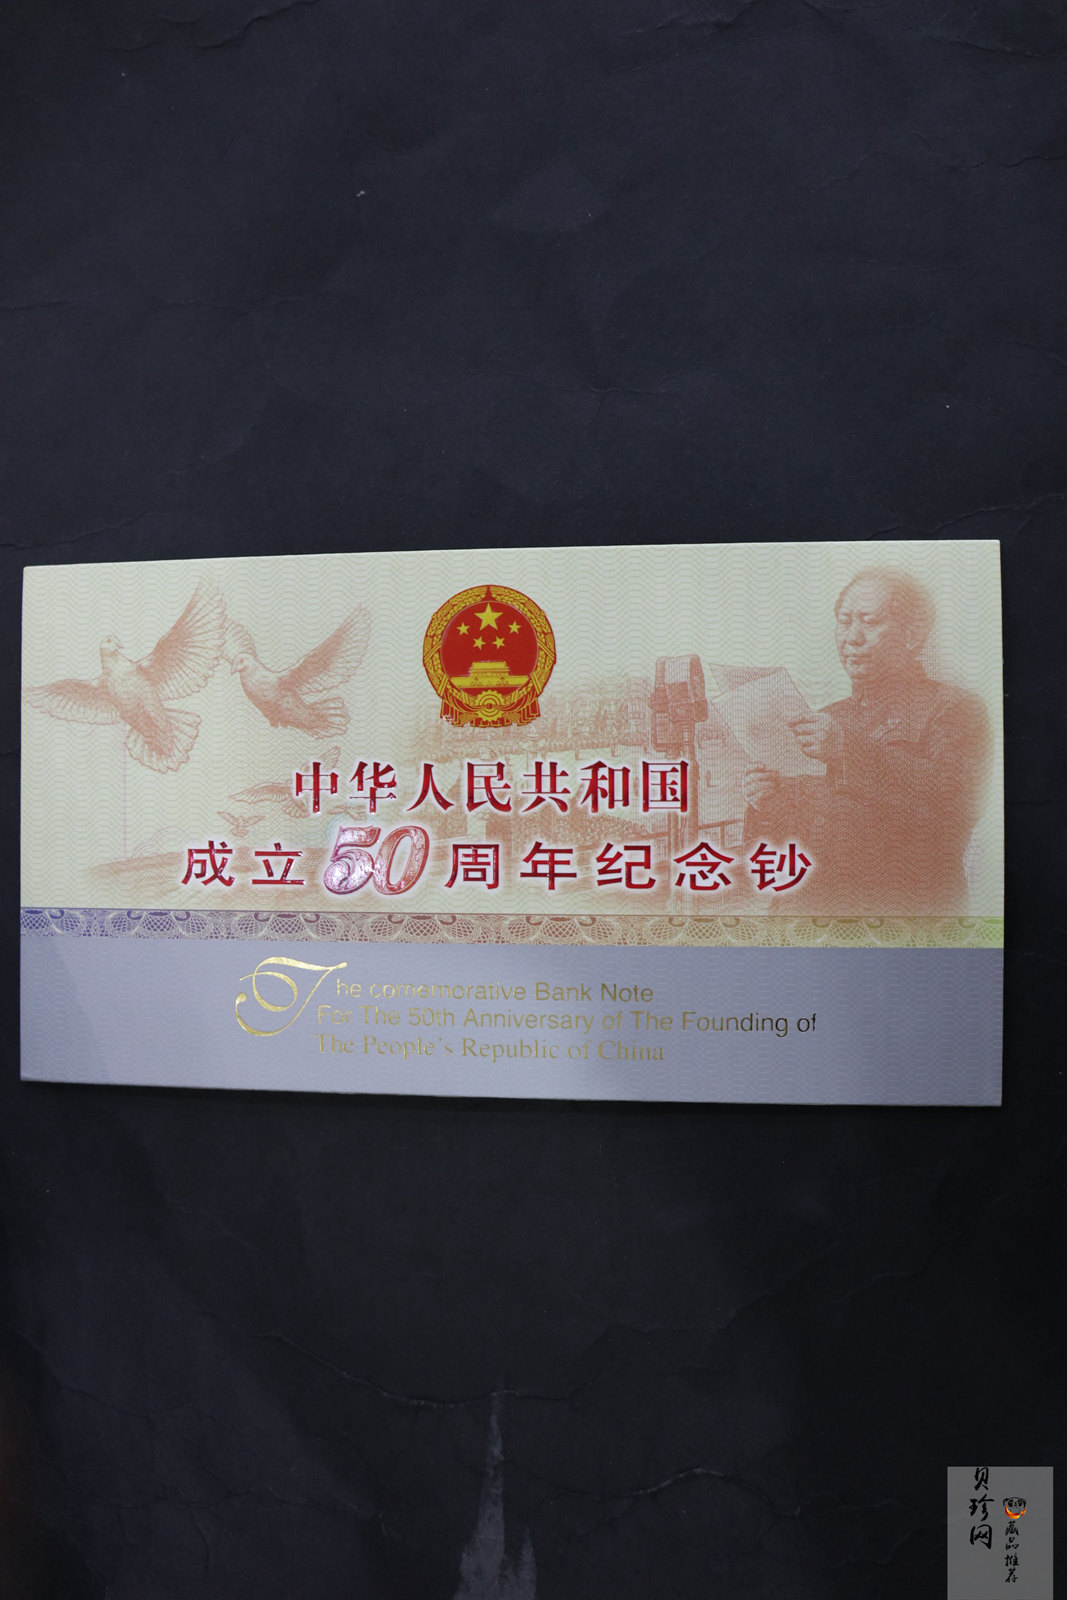 中华人民共和国
成立50周年纪念钞
The comemorative Bank Note
For The 50th Anniversary of The Founding of
The People's Republic of China
贝珍网
藏品推荐